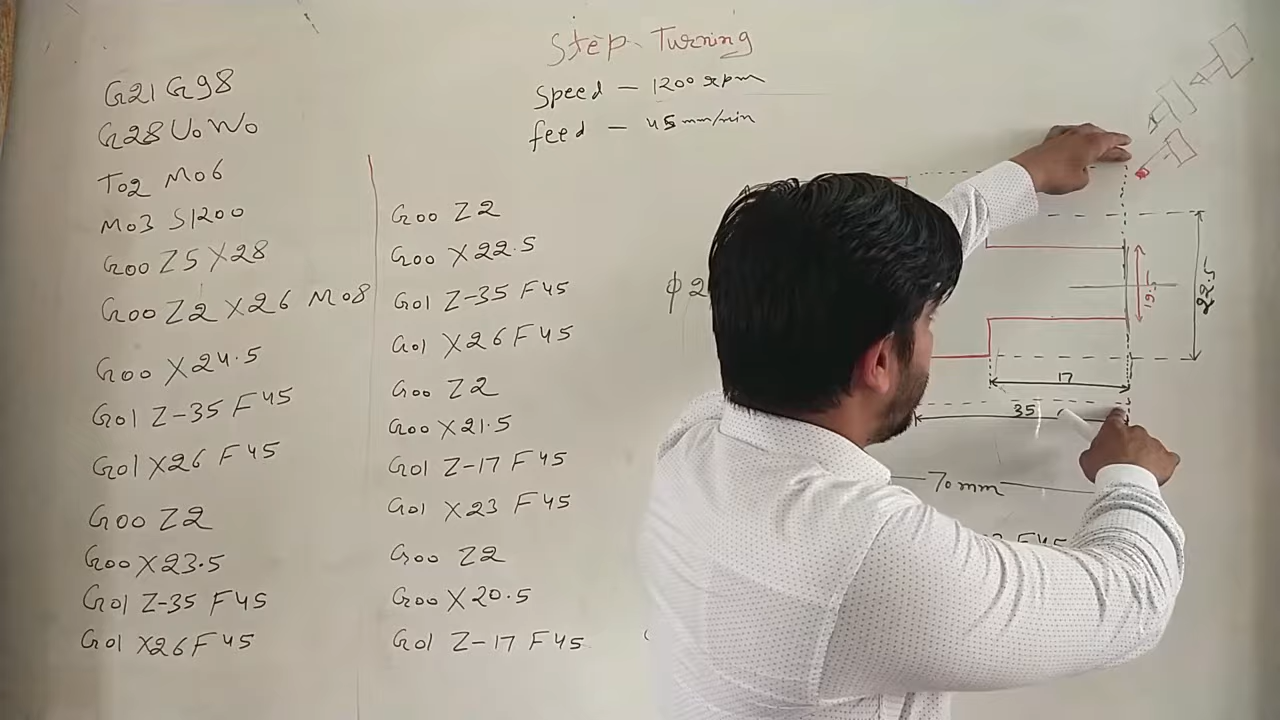 Step Turning
Speed – 1200 rpm
feed – 45 mm/min
G21 G98
G28 U0 W0
T02 M06
M03 S1200
G00 Z5 X28
G00 Z2 X26 M08
G00 X24.5
G01 Z-35 F45
G01 X26 F45
G00 Z2
G00 X23.5
G01 Z-35 F45
G01 X26 F45
G00 Z2
G00 X22.5
G01 Z-35 F45
G01 X26 F45
G00 Z2
G00 X21.5
G01 Z-17 F45
G01 X23 F45
G00 Z2
G00 X20.5
G01 Z-17 F45
ϕ2
22.5
17
35
70 mm
F45